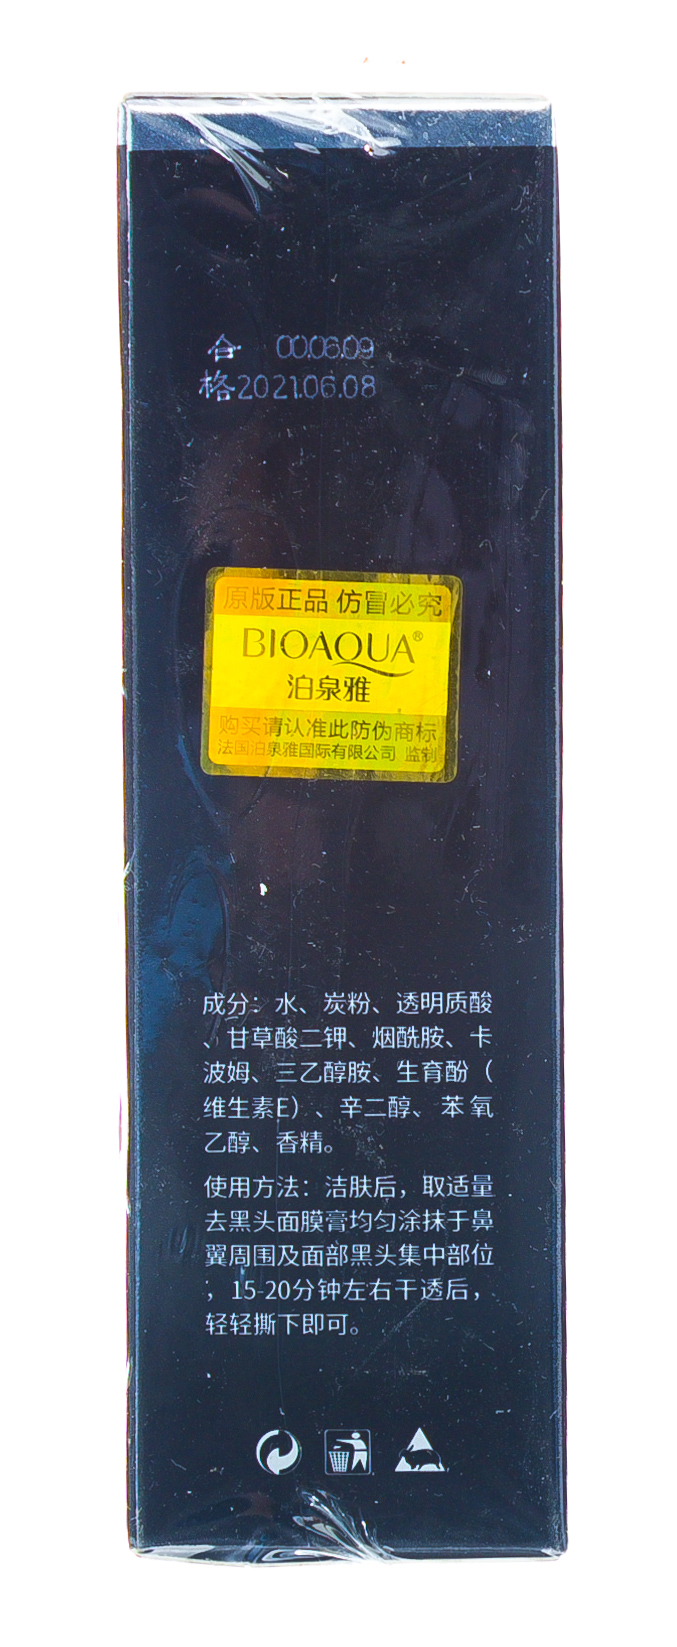 合 00.06.09
格2021.06.08
原版正品 仿冒必究
BIOAQUA®
泊泉雅
购买请认准此防伪商标
法国泊泉雅国际有限公司 监制
成分：水、炭粉、透明质酸
、甘草酸二钾、烟酰胺、卡
波姆、三乙醇胺、生育酚（
维生素E）、辛二醇、苯氧
乙醇、香精。
使用方法：洁肤后，取适量
去黑头面膜膏均匀涂抹于鼻
翼周围及面部黑头集中部位
，15-20分钟左右干透后，
轻轻撕下即可。